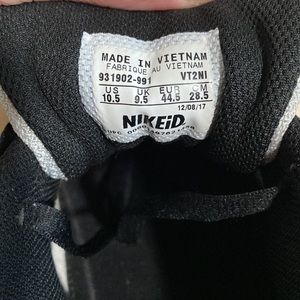 MADE IN VIETNAM
FABRIQUE AU VIETNAM
931902-991 VT2NI
US UK EUR CM
10.5 9.5 44.5 28.5
12/08/17
NIKEiD
UPC